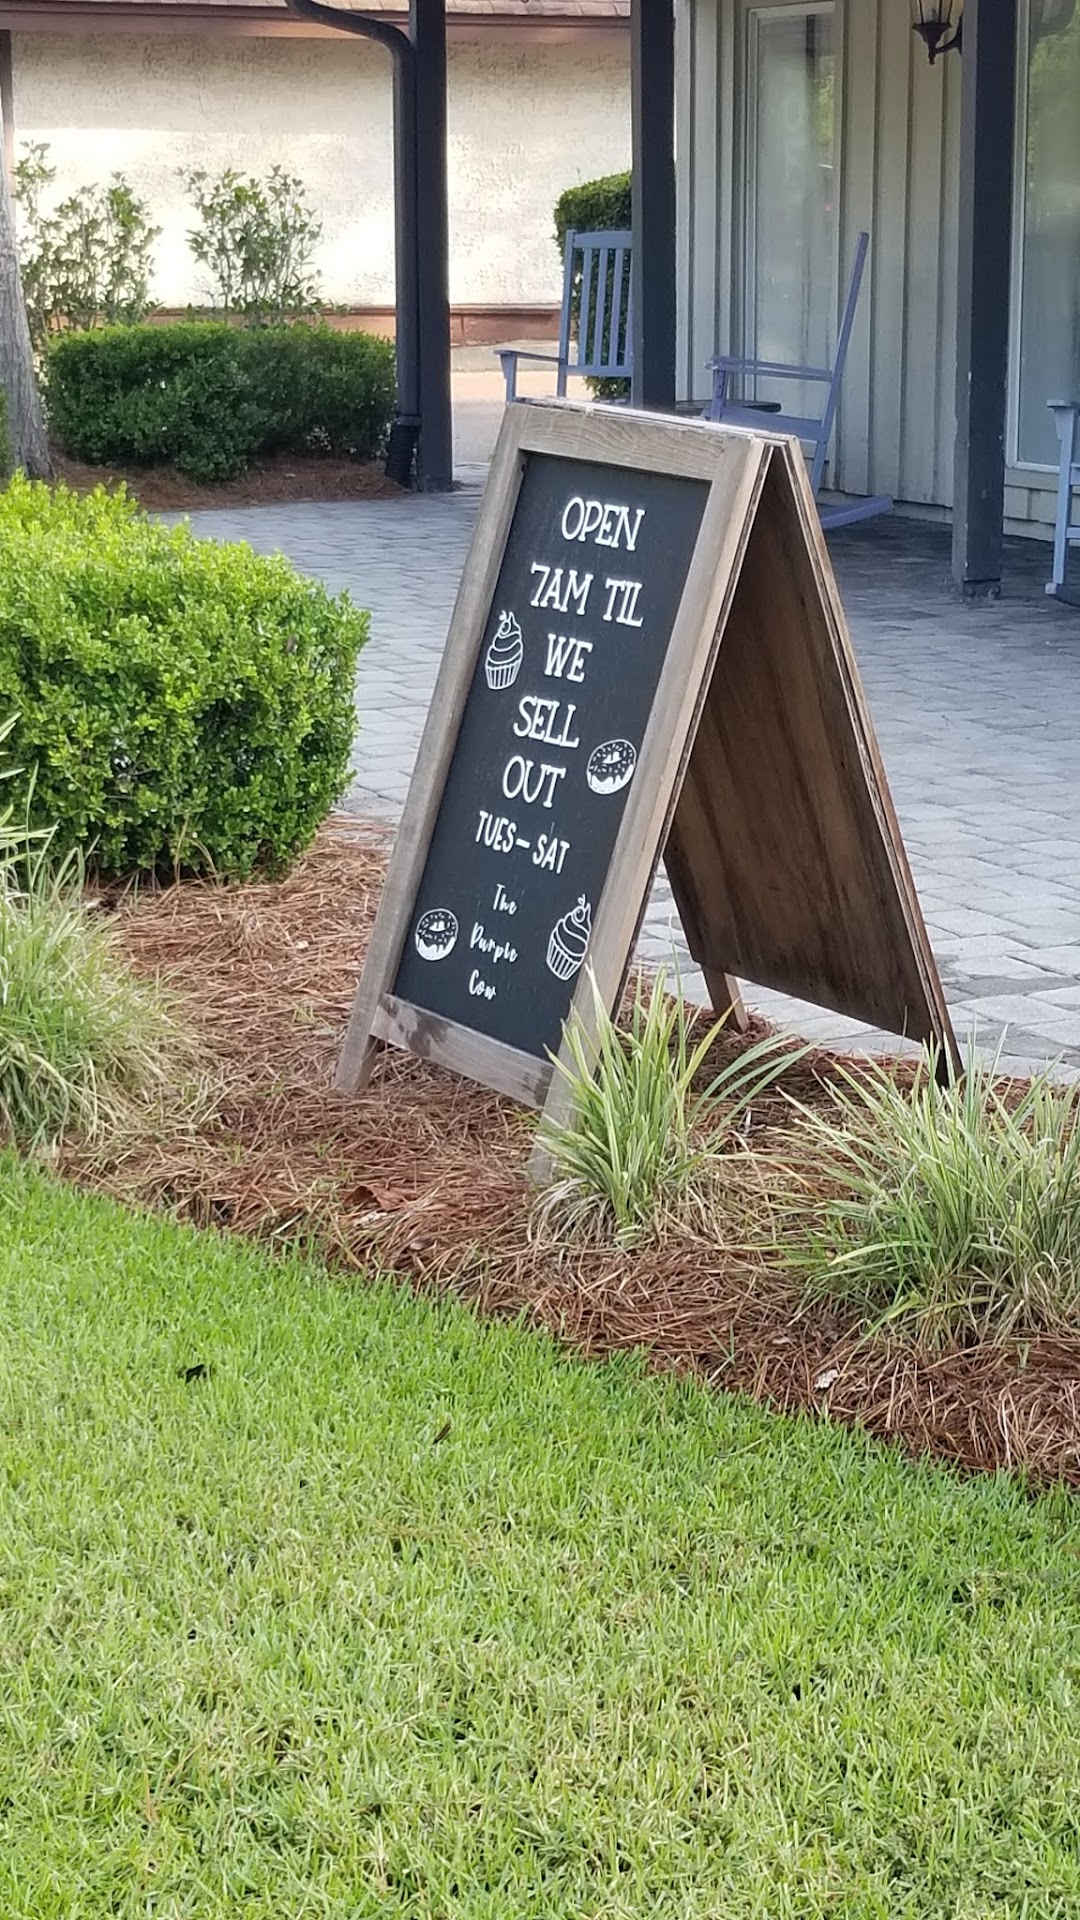 OPEN
7AM TIL
WE
SELL
OUT
TUES-SAT
The
Purple
Cow